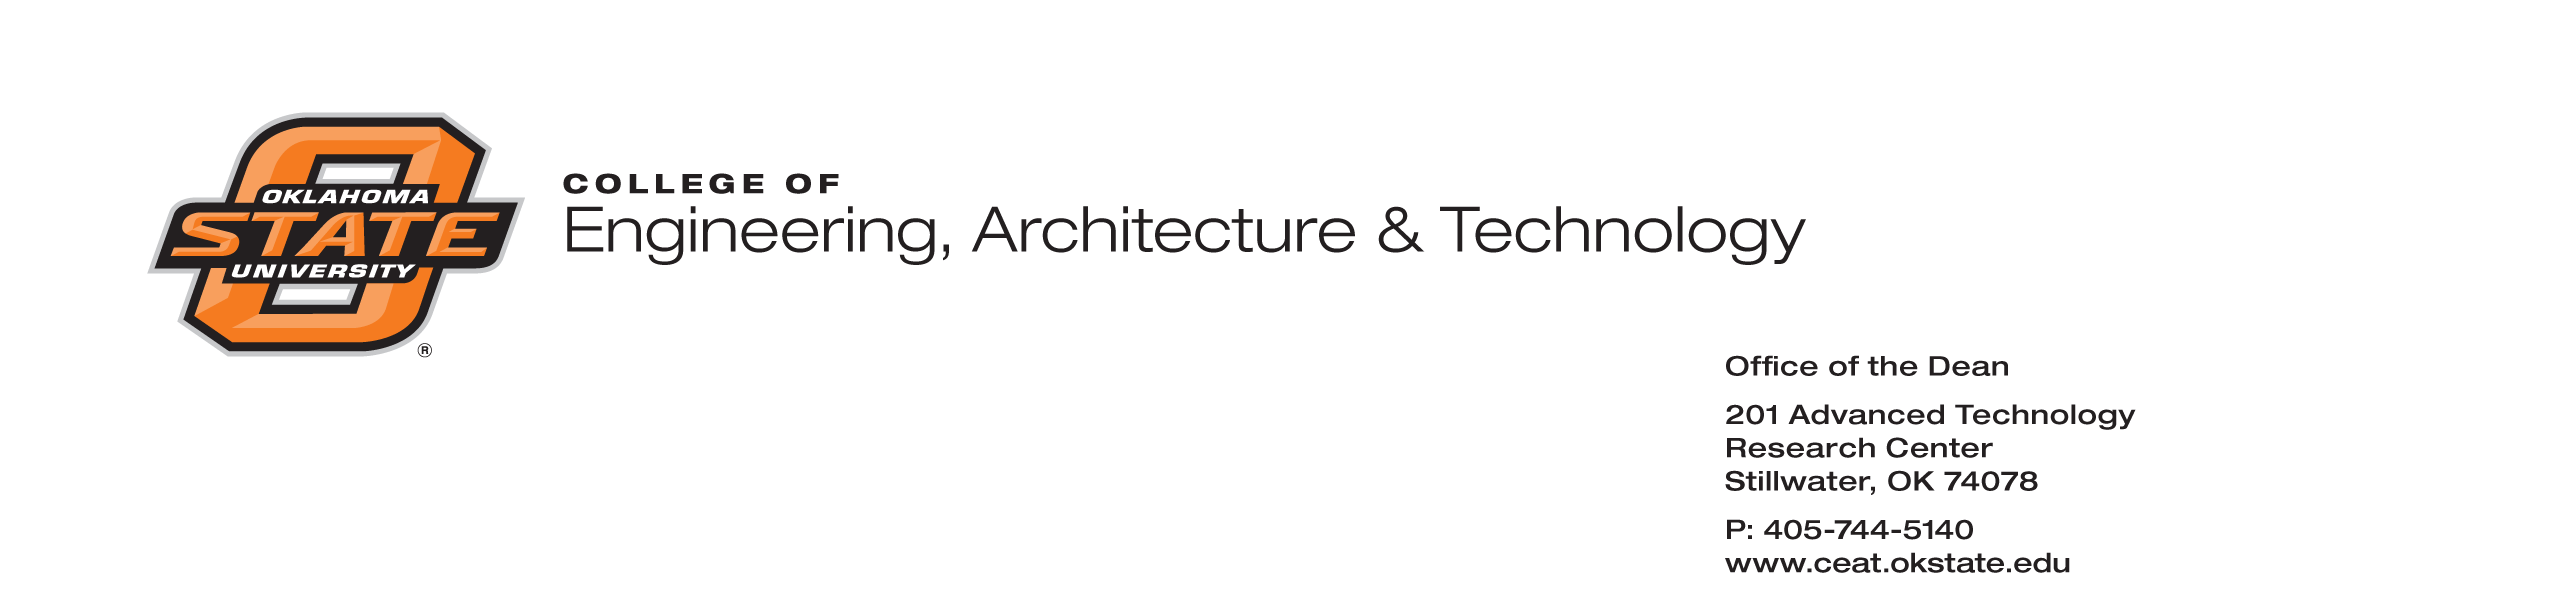 OKLAHOMA
STATE
UNIVERSITY
®
COLLEGE OF
Engineering, Architecture & Technology
Office of the Dean
201 Advanced Technology
Research Center
Stillwater, OK 74078
P: 405-744-5140
www.ceat.okstate.edu